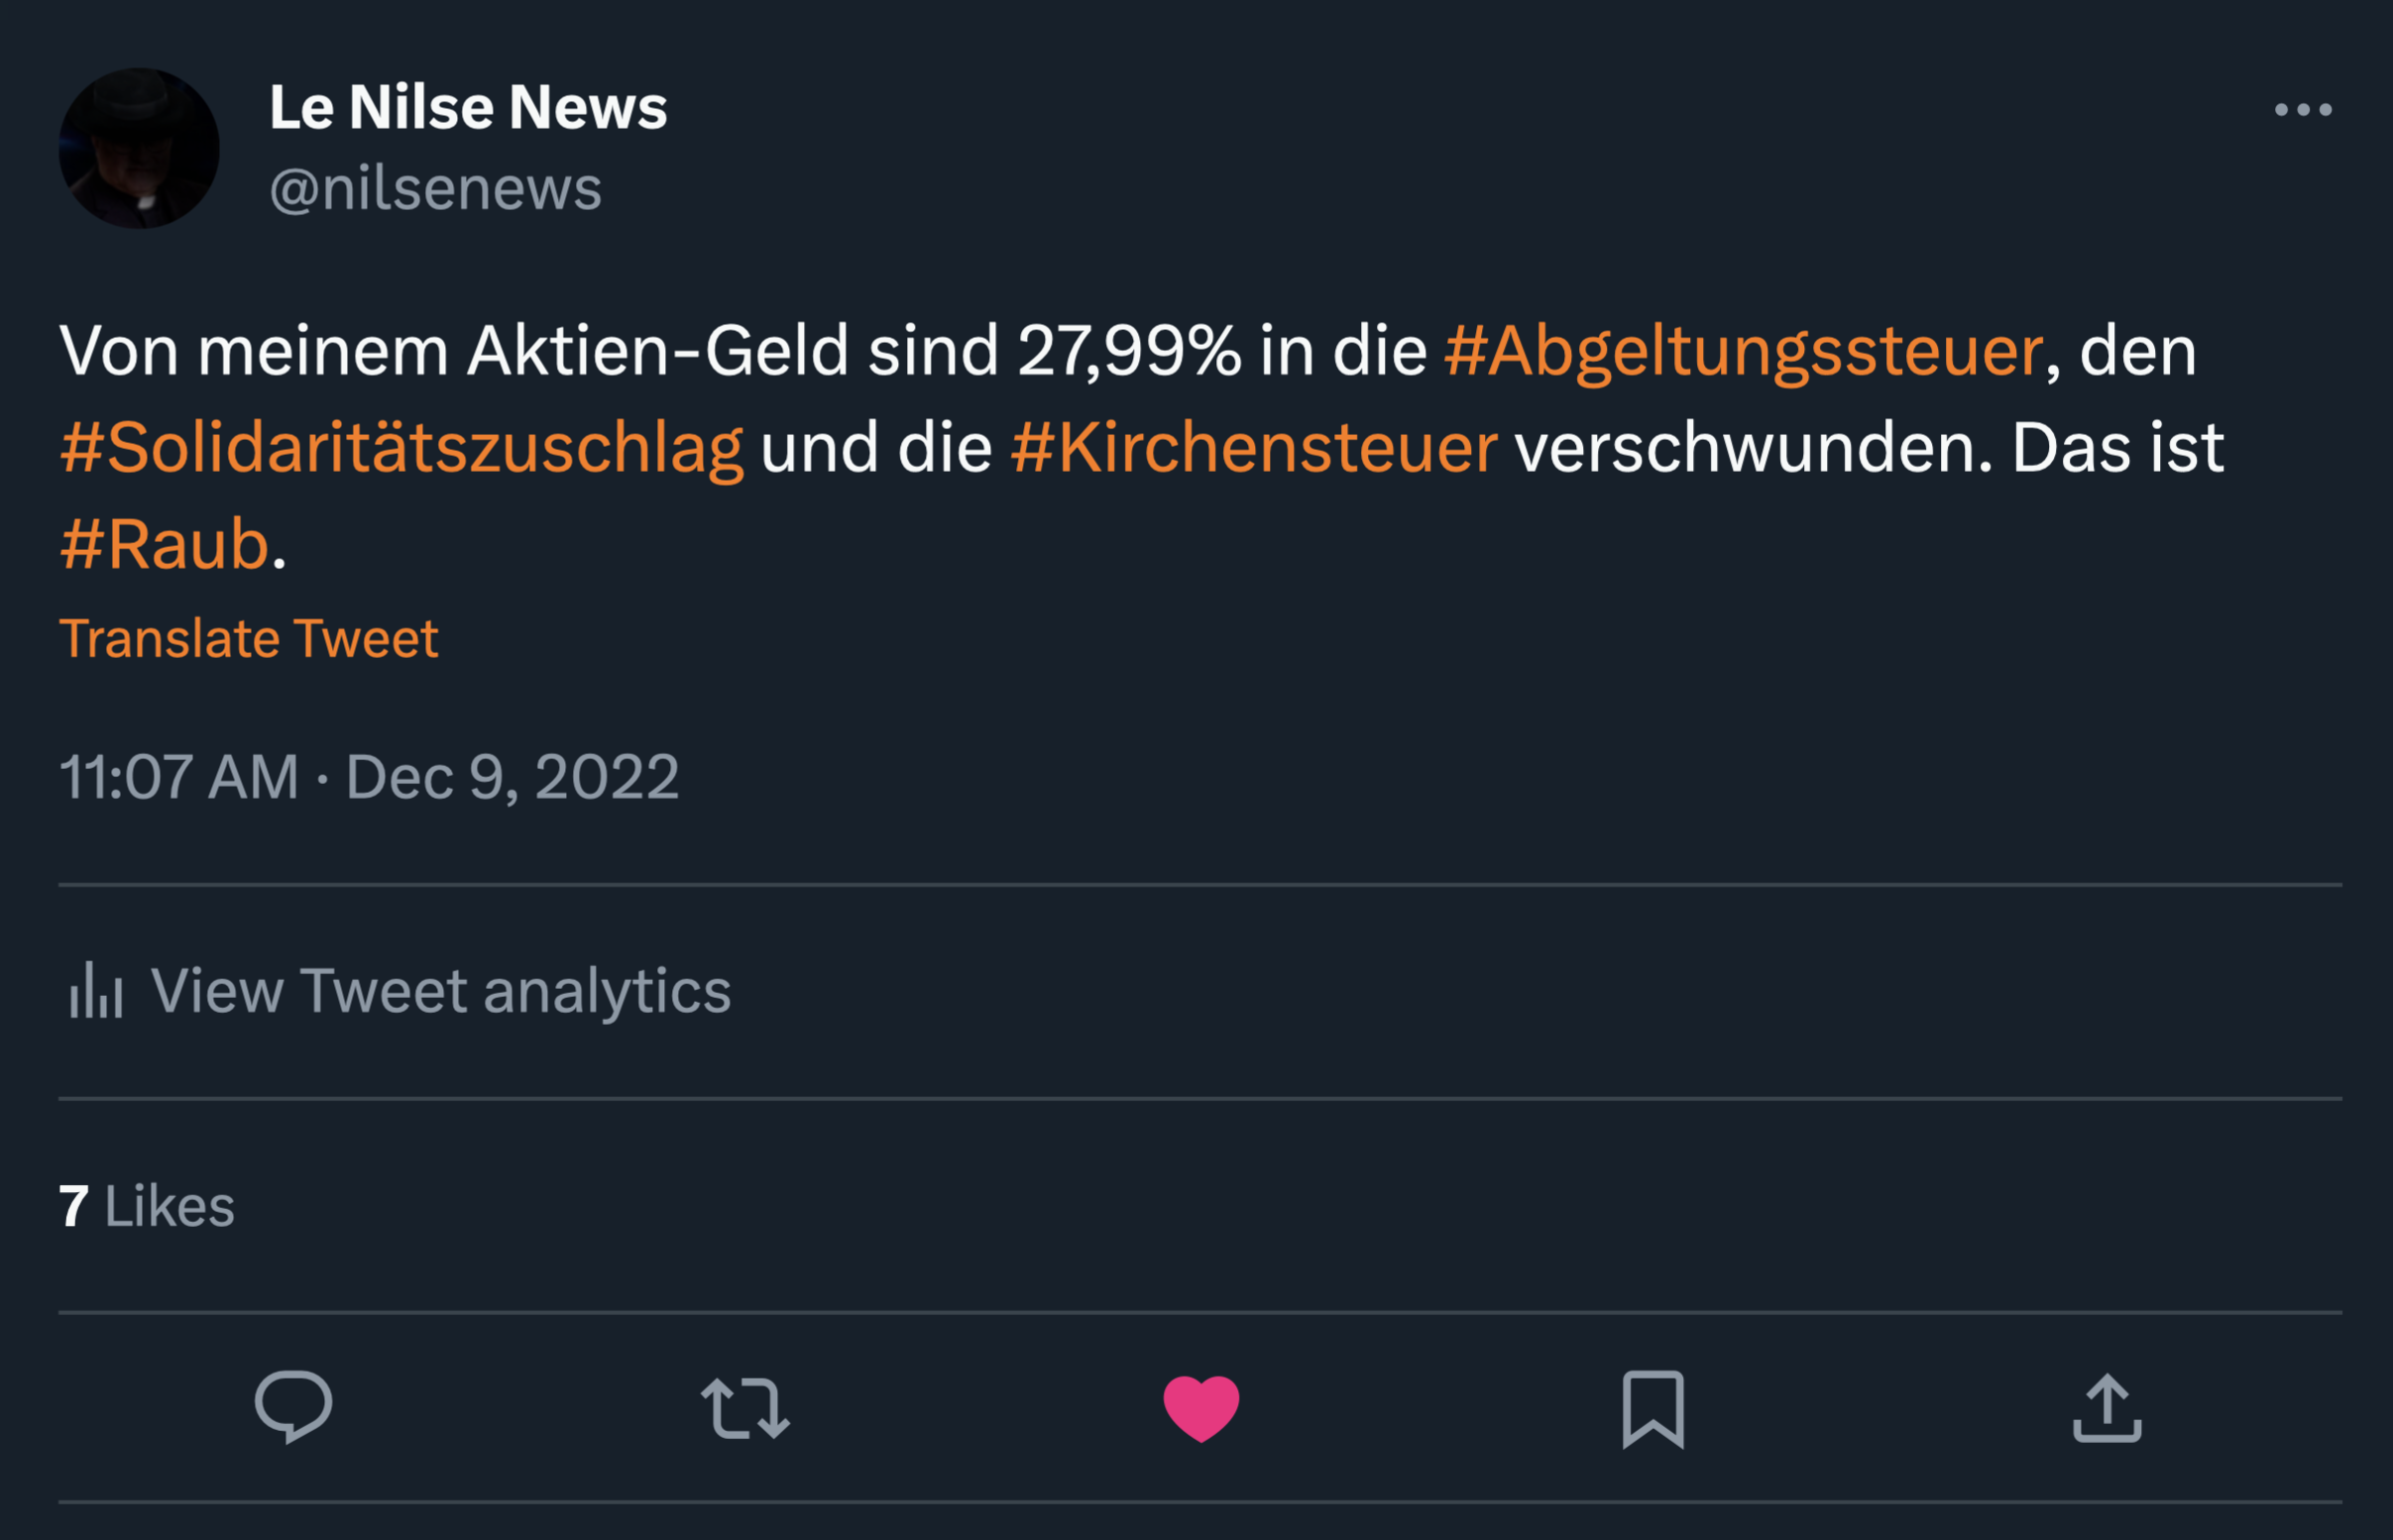 Le Nilse News
@nilsenews
Von meinem Aktien-Geld sind 27,99% in die #Abgeltungssteuer, den
#Solidaritätszuschlag und die #Kirchensteuer verschwunden. Das ist
#Raub.
Translate Tweet
11:07 AM · Dec 9, 2022
View Tweet analytics
7 Likes